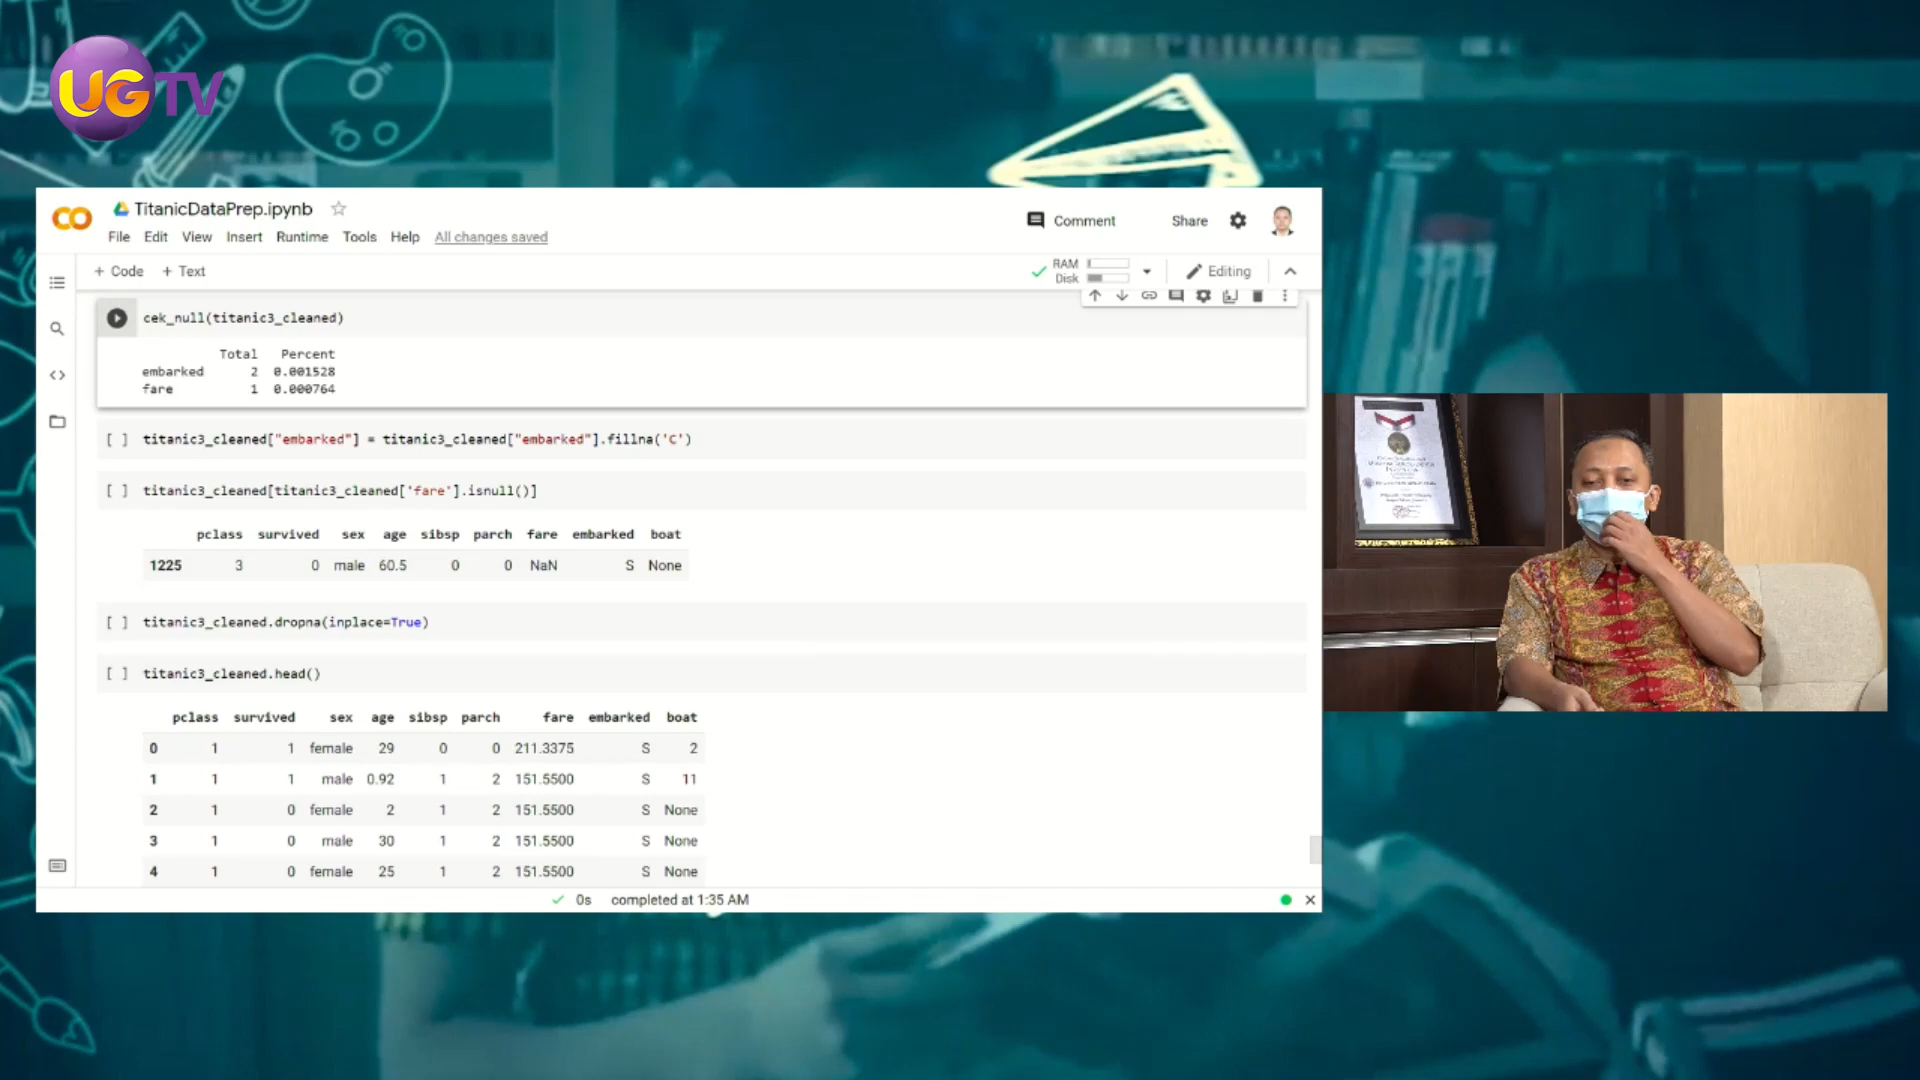 UGTV
TitanicDataPrep.ipynb
Comment
Share
File Edit View Insert Runtime Tools Help All changes saved
+ Code + Text
RAM
Disk
Editing
cek_null(titanic3_cleaned)
Total Percent
embarked 2 0.001528
fare 1 0.000764
[ ] titanic3_cleaned["embarked"] = titanic3_cleaned["embarked"].fillna('C')
[ ] titanic3_cleaned[titanic3_cleaned['fare'].isnull()]
pclass survived sex age sibsp parch fare embarked boat
1225 3 0 male 60.5 0 0 NaN S None
[ ] titanic3_cleaned.dropna(inplace=True)
[ ] titanic3_cleaned.head()
pclass survived sex age sibsp parch fare embarked boat
0 1 1 female 29 0 0 211.3375 S 2
1 1 1 male 0.92 1 2 151.5500 S 11
2 1 0 female 2 1 2 151.5500 S None
3 1 0 male 30 1 2 151.5500 S None
4 1 0 female 25 1 2 151.5500 S None
0s completed at 1:35 AM